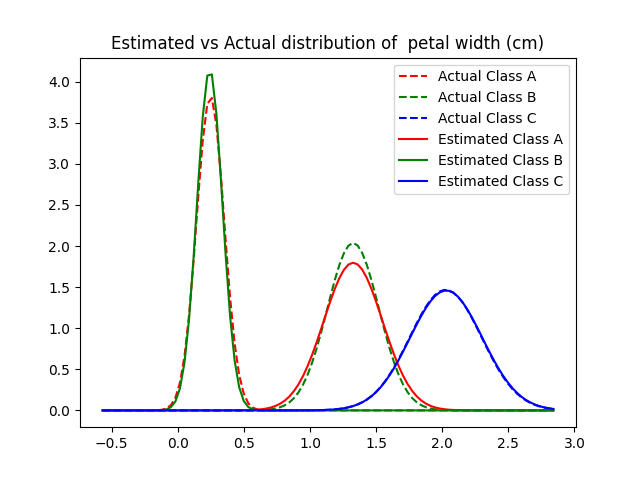 Estimated vs Actual distribution of  petal width (cm)
Actual Class A
Actual Class B
Actual Class C
Estimated Class A
Estimated Class B
Estimated Class C
4.0
3.5
3.0
2.5
2.0
1.5
1.0
0.5
0.0
−0.5 0.0 0.5 1.0 1.5 2.0 2.5 3.0